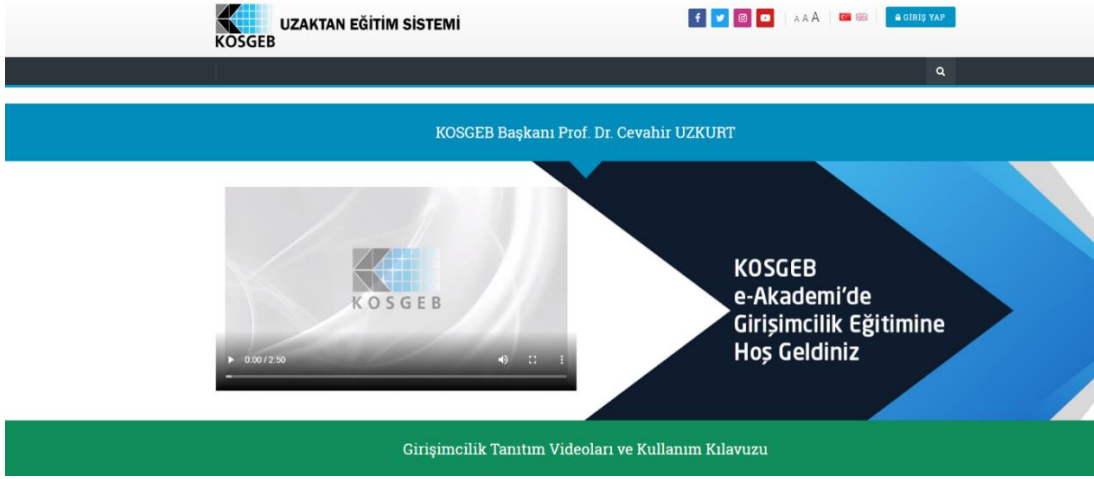 KOSGEB
UZAKTAN EĞİTİM SİSTEMİ
A A A
GİRİŞ YAP
KOSGEB Başkanı Prof. Dr. Cevahir UZKURT
KOSGEB
0:00 / 2:50
KOSGEB
e-Akademi’de
Girişimcilik Eğitimine
Hoş Geldiniz
Girişimcilik Tanıtım Videoları ve Kullanım Kılavuzu